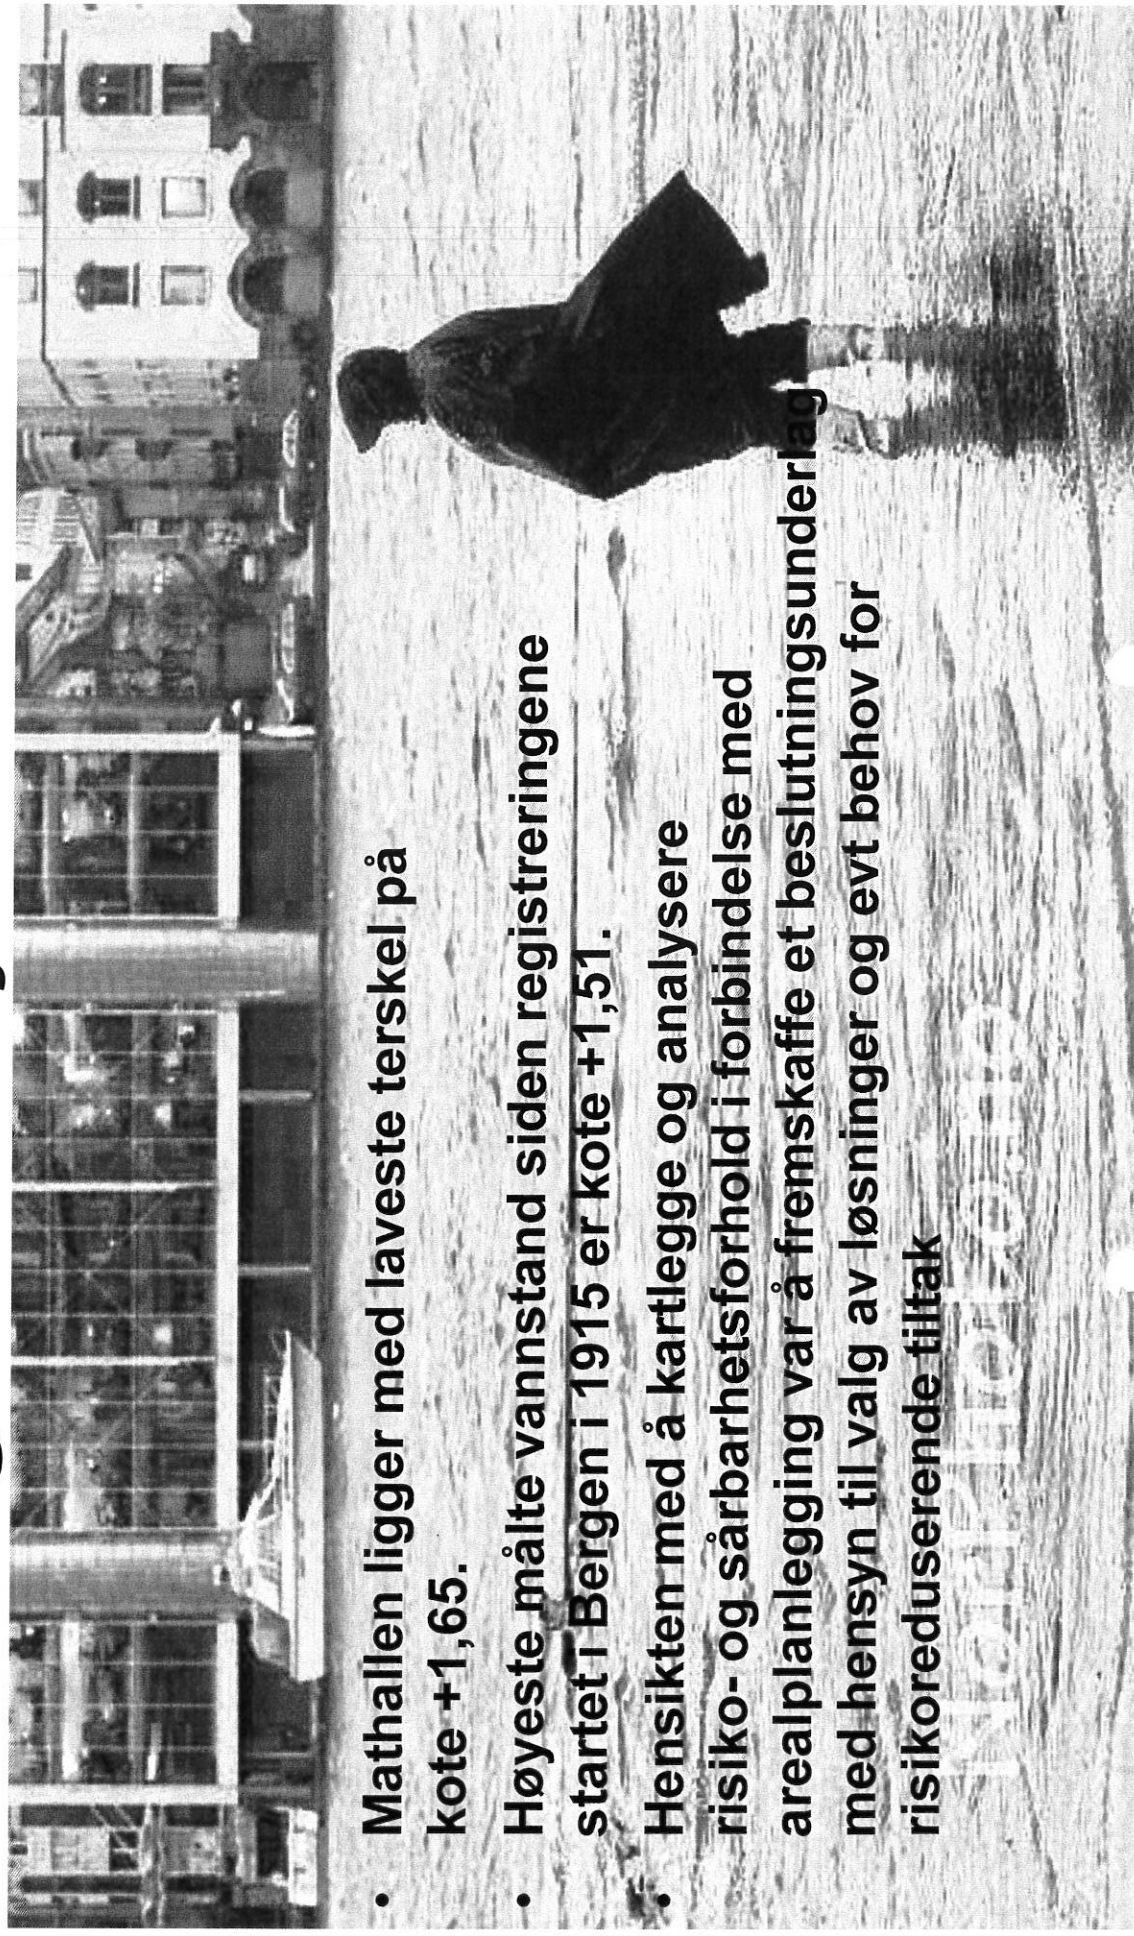 • Mathallen ligger med laveste terskel på
kote +1,65.
• Høyeste målte vannstand siden registreringene
startet i Bergen i 1915 er kote +1,51.
• Hensikten med å kartlegge og analysere
risiko- og sårbarhetsforhold i forbindelse med
arealplanlegging var å fremskaffe et beslutningsunderlag
med hensyn til valg av løsninger og evt behov for
risikoreduserende tiltak